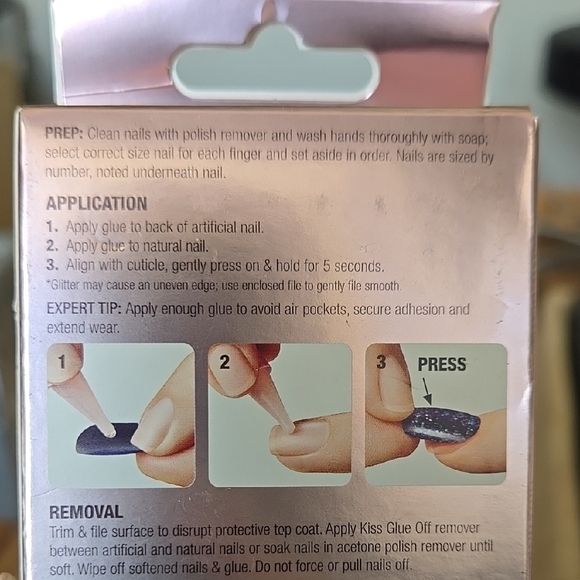 PREP: Clean nails with polish remover and wash hands thoroughly with soap;
select correct size nail for each finger and set aside in order. Nails are sized by
number, noted underneath nail.
APPLICATION
1. Apply glue to back of artificial nail.
2. Apply glue to natural nail.
3. Align with cuticle, gently press on & hold for 5 seconds.
*Glitter may cause an uneven edge; use enclosed file to gently file smooth.
EXPERT TIP: Apply enough glue to avoid air pockets, secure adhesion and
extend wear.
1
2
3 PRESS
REMOVAL
Trim & file surface to disrupt protective top coat. Apply Kiss Glue Off remover
between artificial and natural nails or soak nails in acetone polish remover until
soft. Wipe off softened nails & glue. Do not force or pull nails off.